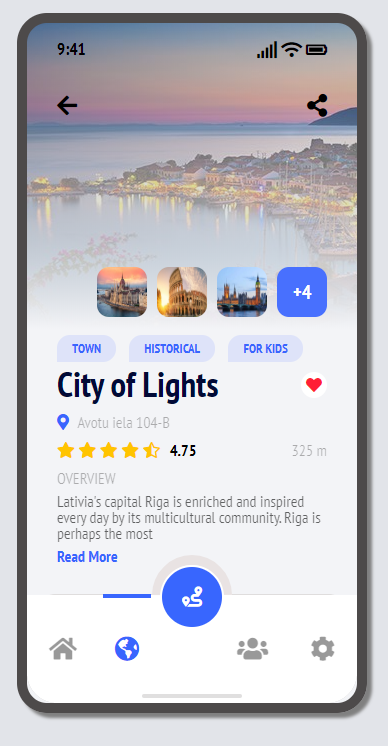 9:41
+4
TOWN HISTORICAL FOR KIDS
City of Lights
Avotu iela 104-B
4.75 325 m
OVERVIEW
Lativia's capital Riga is enriched and inspired
every day by its multicultural community. Riga is
perhaps the most
Read More